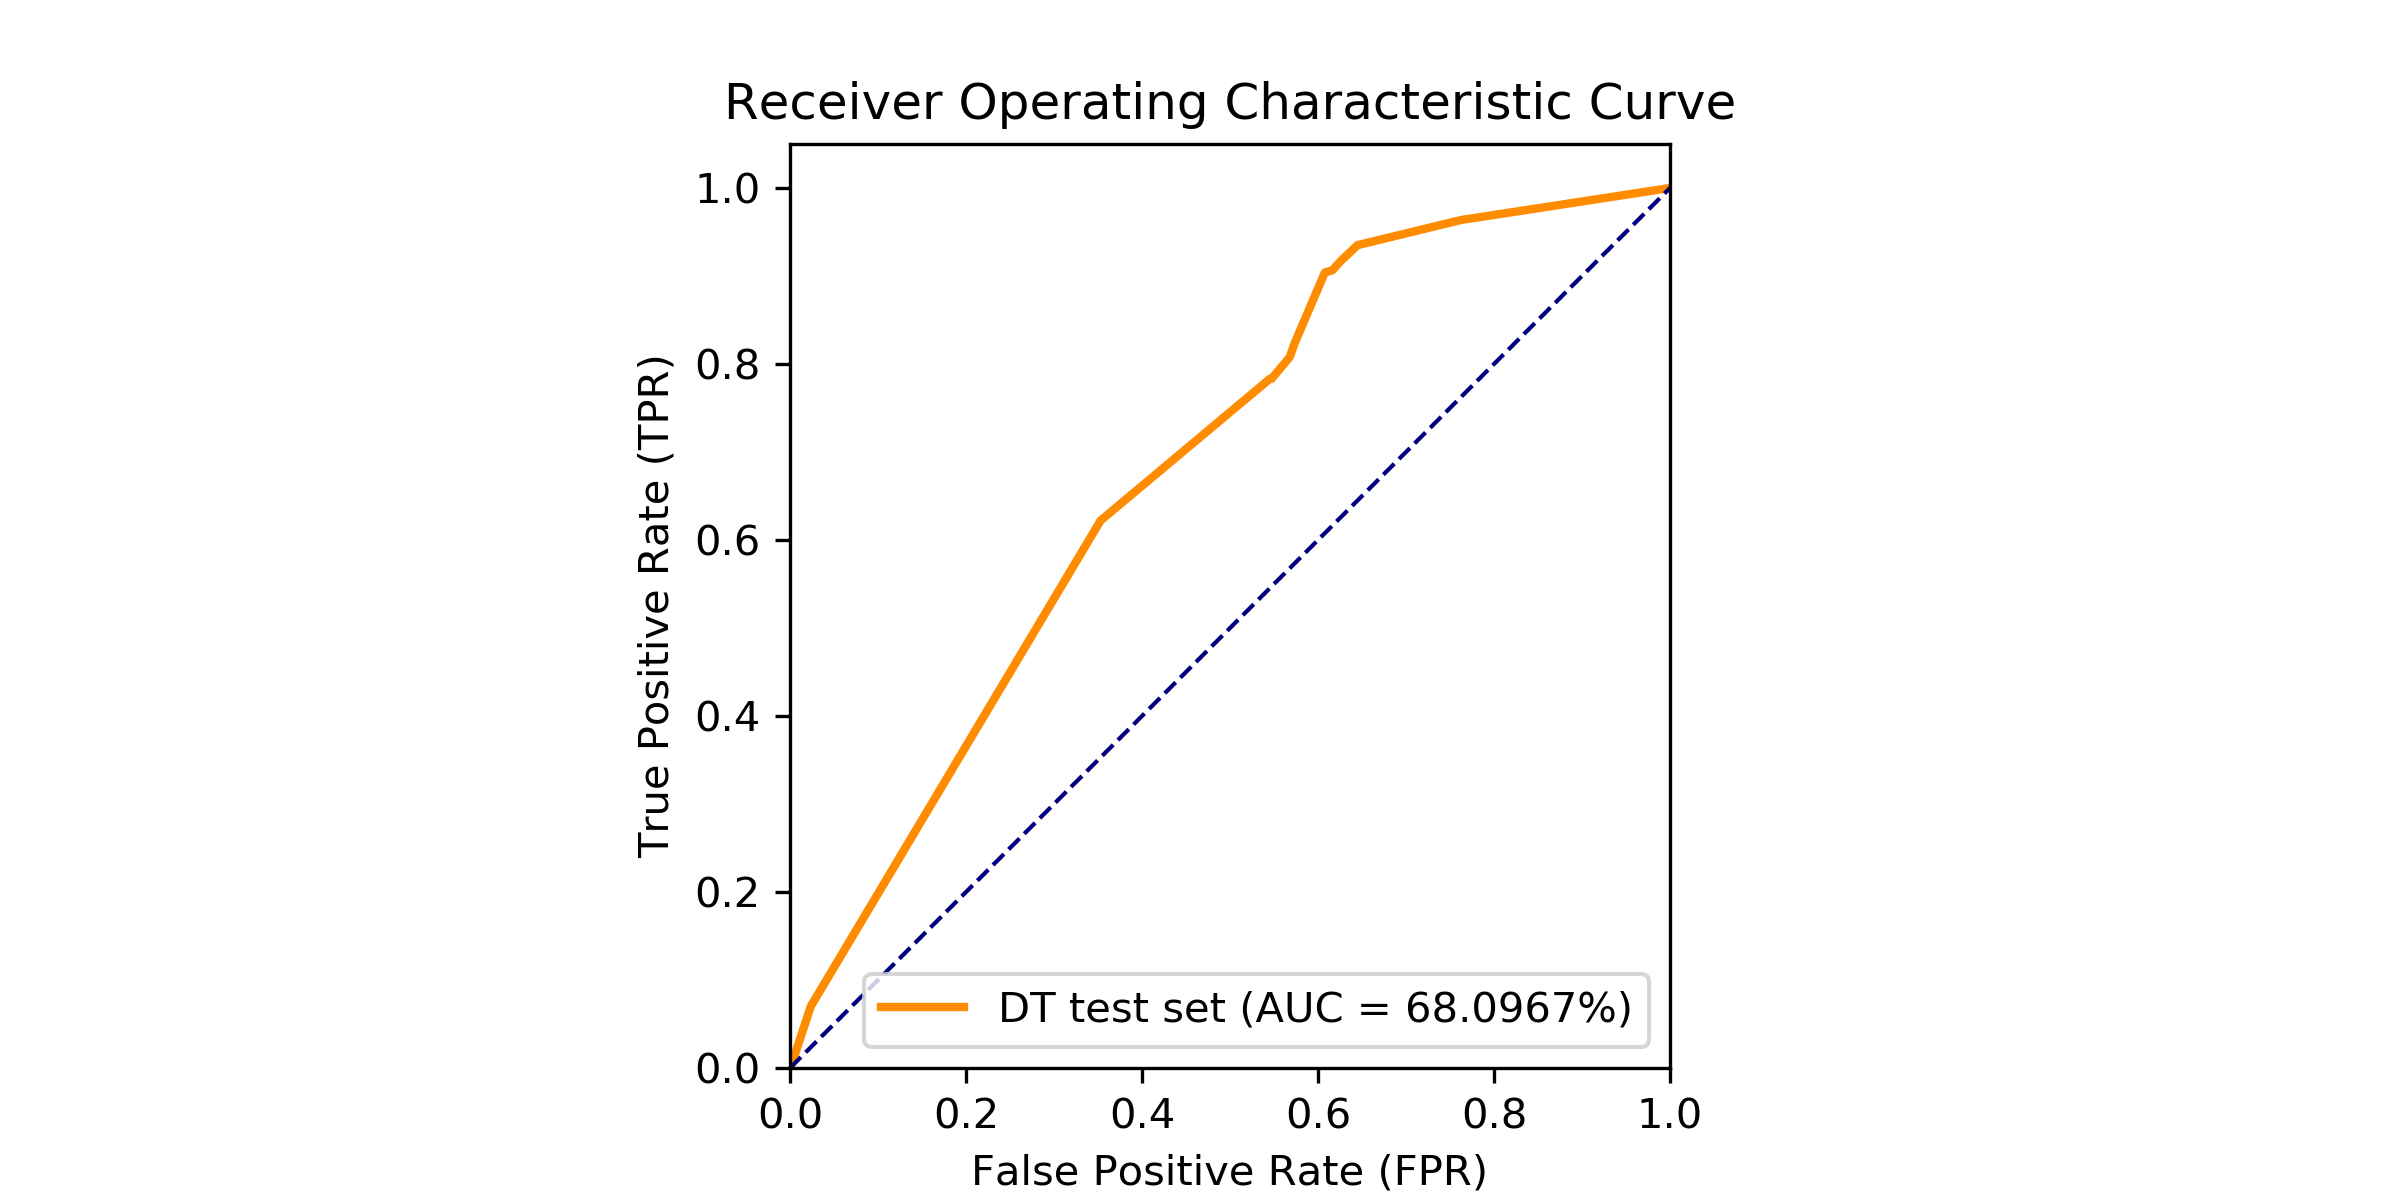 Receiver Operating Characteristic Curve
True Positive Rate (TPR)
1.0
0.8
0.6
0.4
0.2
0.0
DT test set (AUC = 68.0967%)
0.0 0.2 0.4 0.6 0.8 1.0
False Positive Rate (FPR)